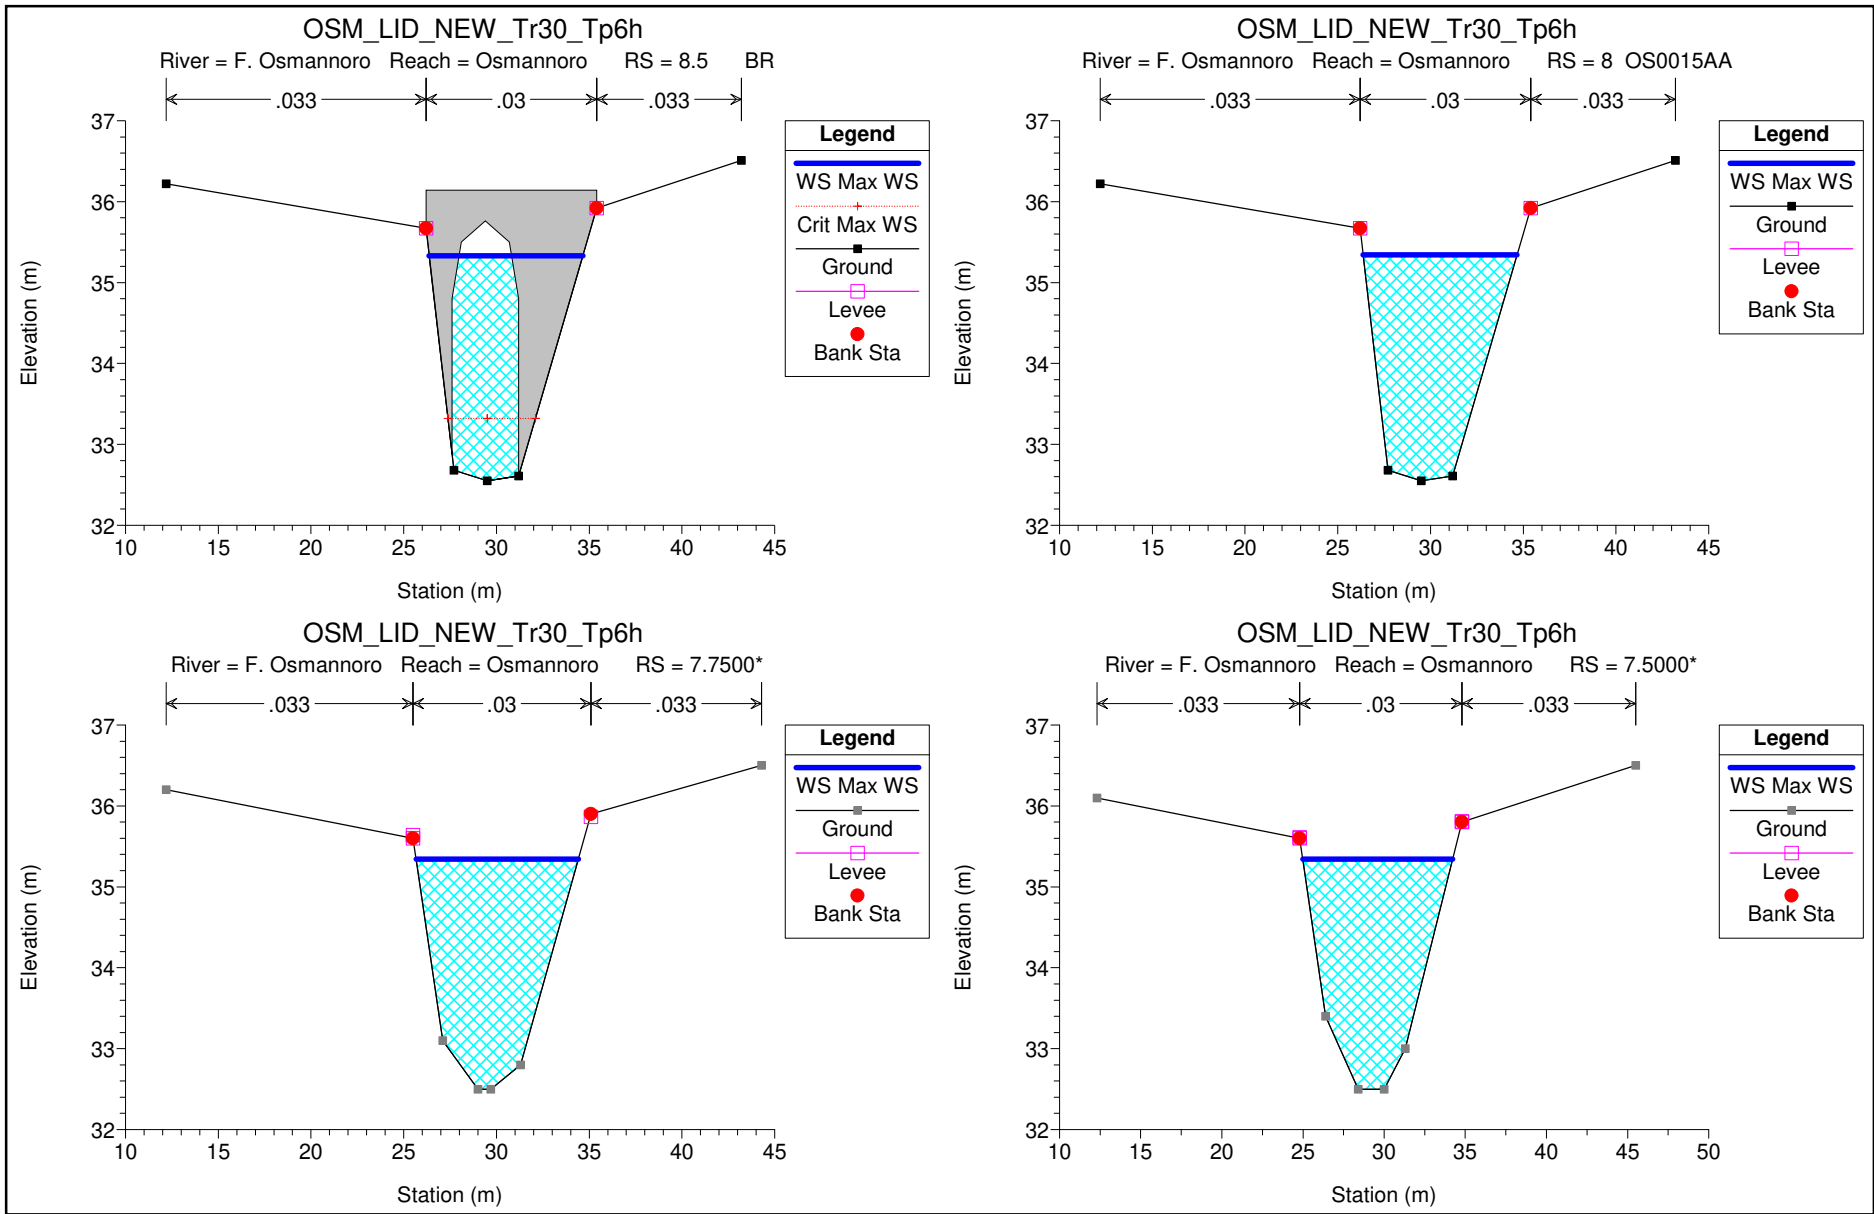 OSM_LID_NEW_Tr30_Tp6h
River = F. Osmannoro Reach = Osmannoro RS = 8.5 BR
.033 .03 .033
37
36
35
34
33
32
10 15 20 25 30 35 40 45
Station (m)
Elevation (m)
Legend
WS Max WS
Crit Max WS
Ground
Levee
Bank Sta
OSM_LID_NEW_Tr30_Tp6h
River = F. Osmannoro Reach = Osmannoro RS = 8 OS0015AA
.033 .03 .033
37
36
35
34
33
32
10 15 20 25 30 35 40 45
Station (m)
Elevation (m)
Legend
WS Max WS
Ground
Levee
Bank Sta
OSM_LID_NEW_Tr30_Tp6h
River = F. Osmannoro Reach = Osmannoro RS = 7.7500*
.033 .03 .033
37
36
35
34
33
32
10 15 20 25 30 35 40 45
Station (m)
Elevation (m)
Legend
WS Max WS
Ground
Levee
Bank Sta
OSM_LID_NEW_Tr30_Tp6h
River = F. Osmannoro Reach = Osmannoro RS = 7.5000*
.033 .03 .033
37
36
35
34
33
32
10 15 20 25 30 35 40 45 50
Station (m)
Elevation (m)
Legend
WS Max WS
Ground
Levee
Bank Sta